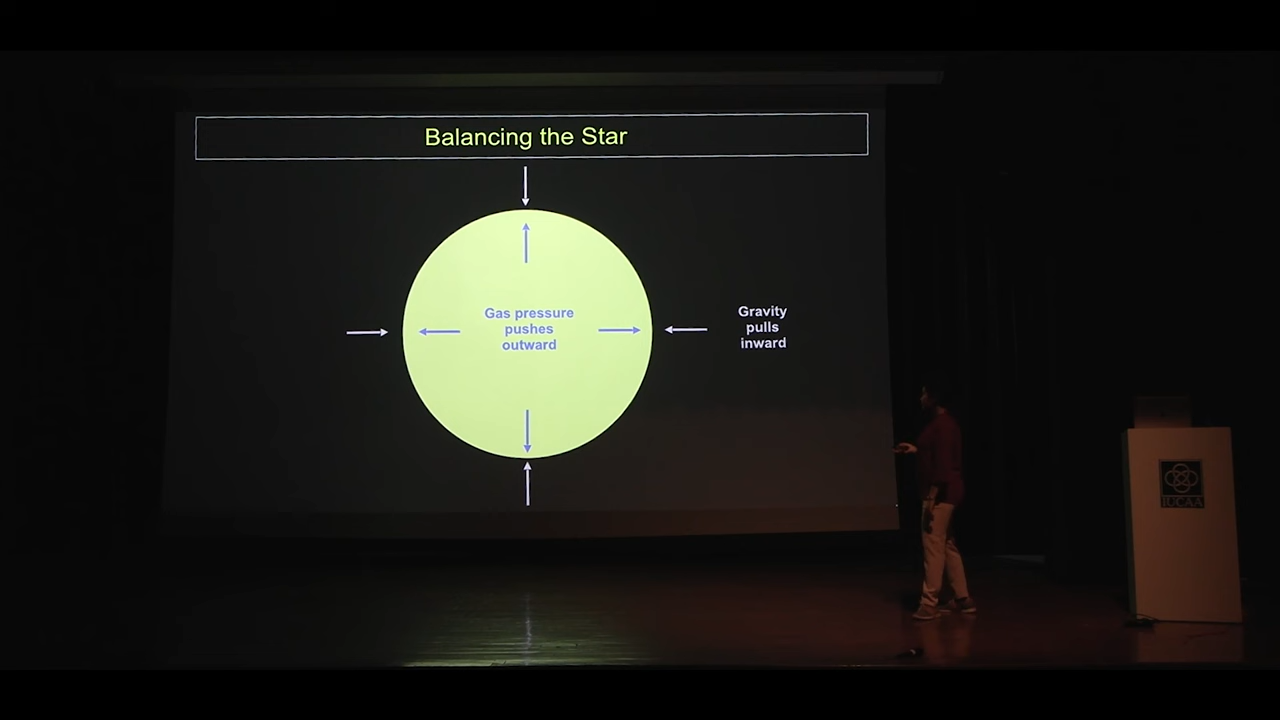 Balancing the Star
Gas pressure
pushes
outward
Gravity
pulls
inward
IUCAA